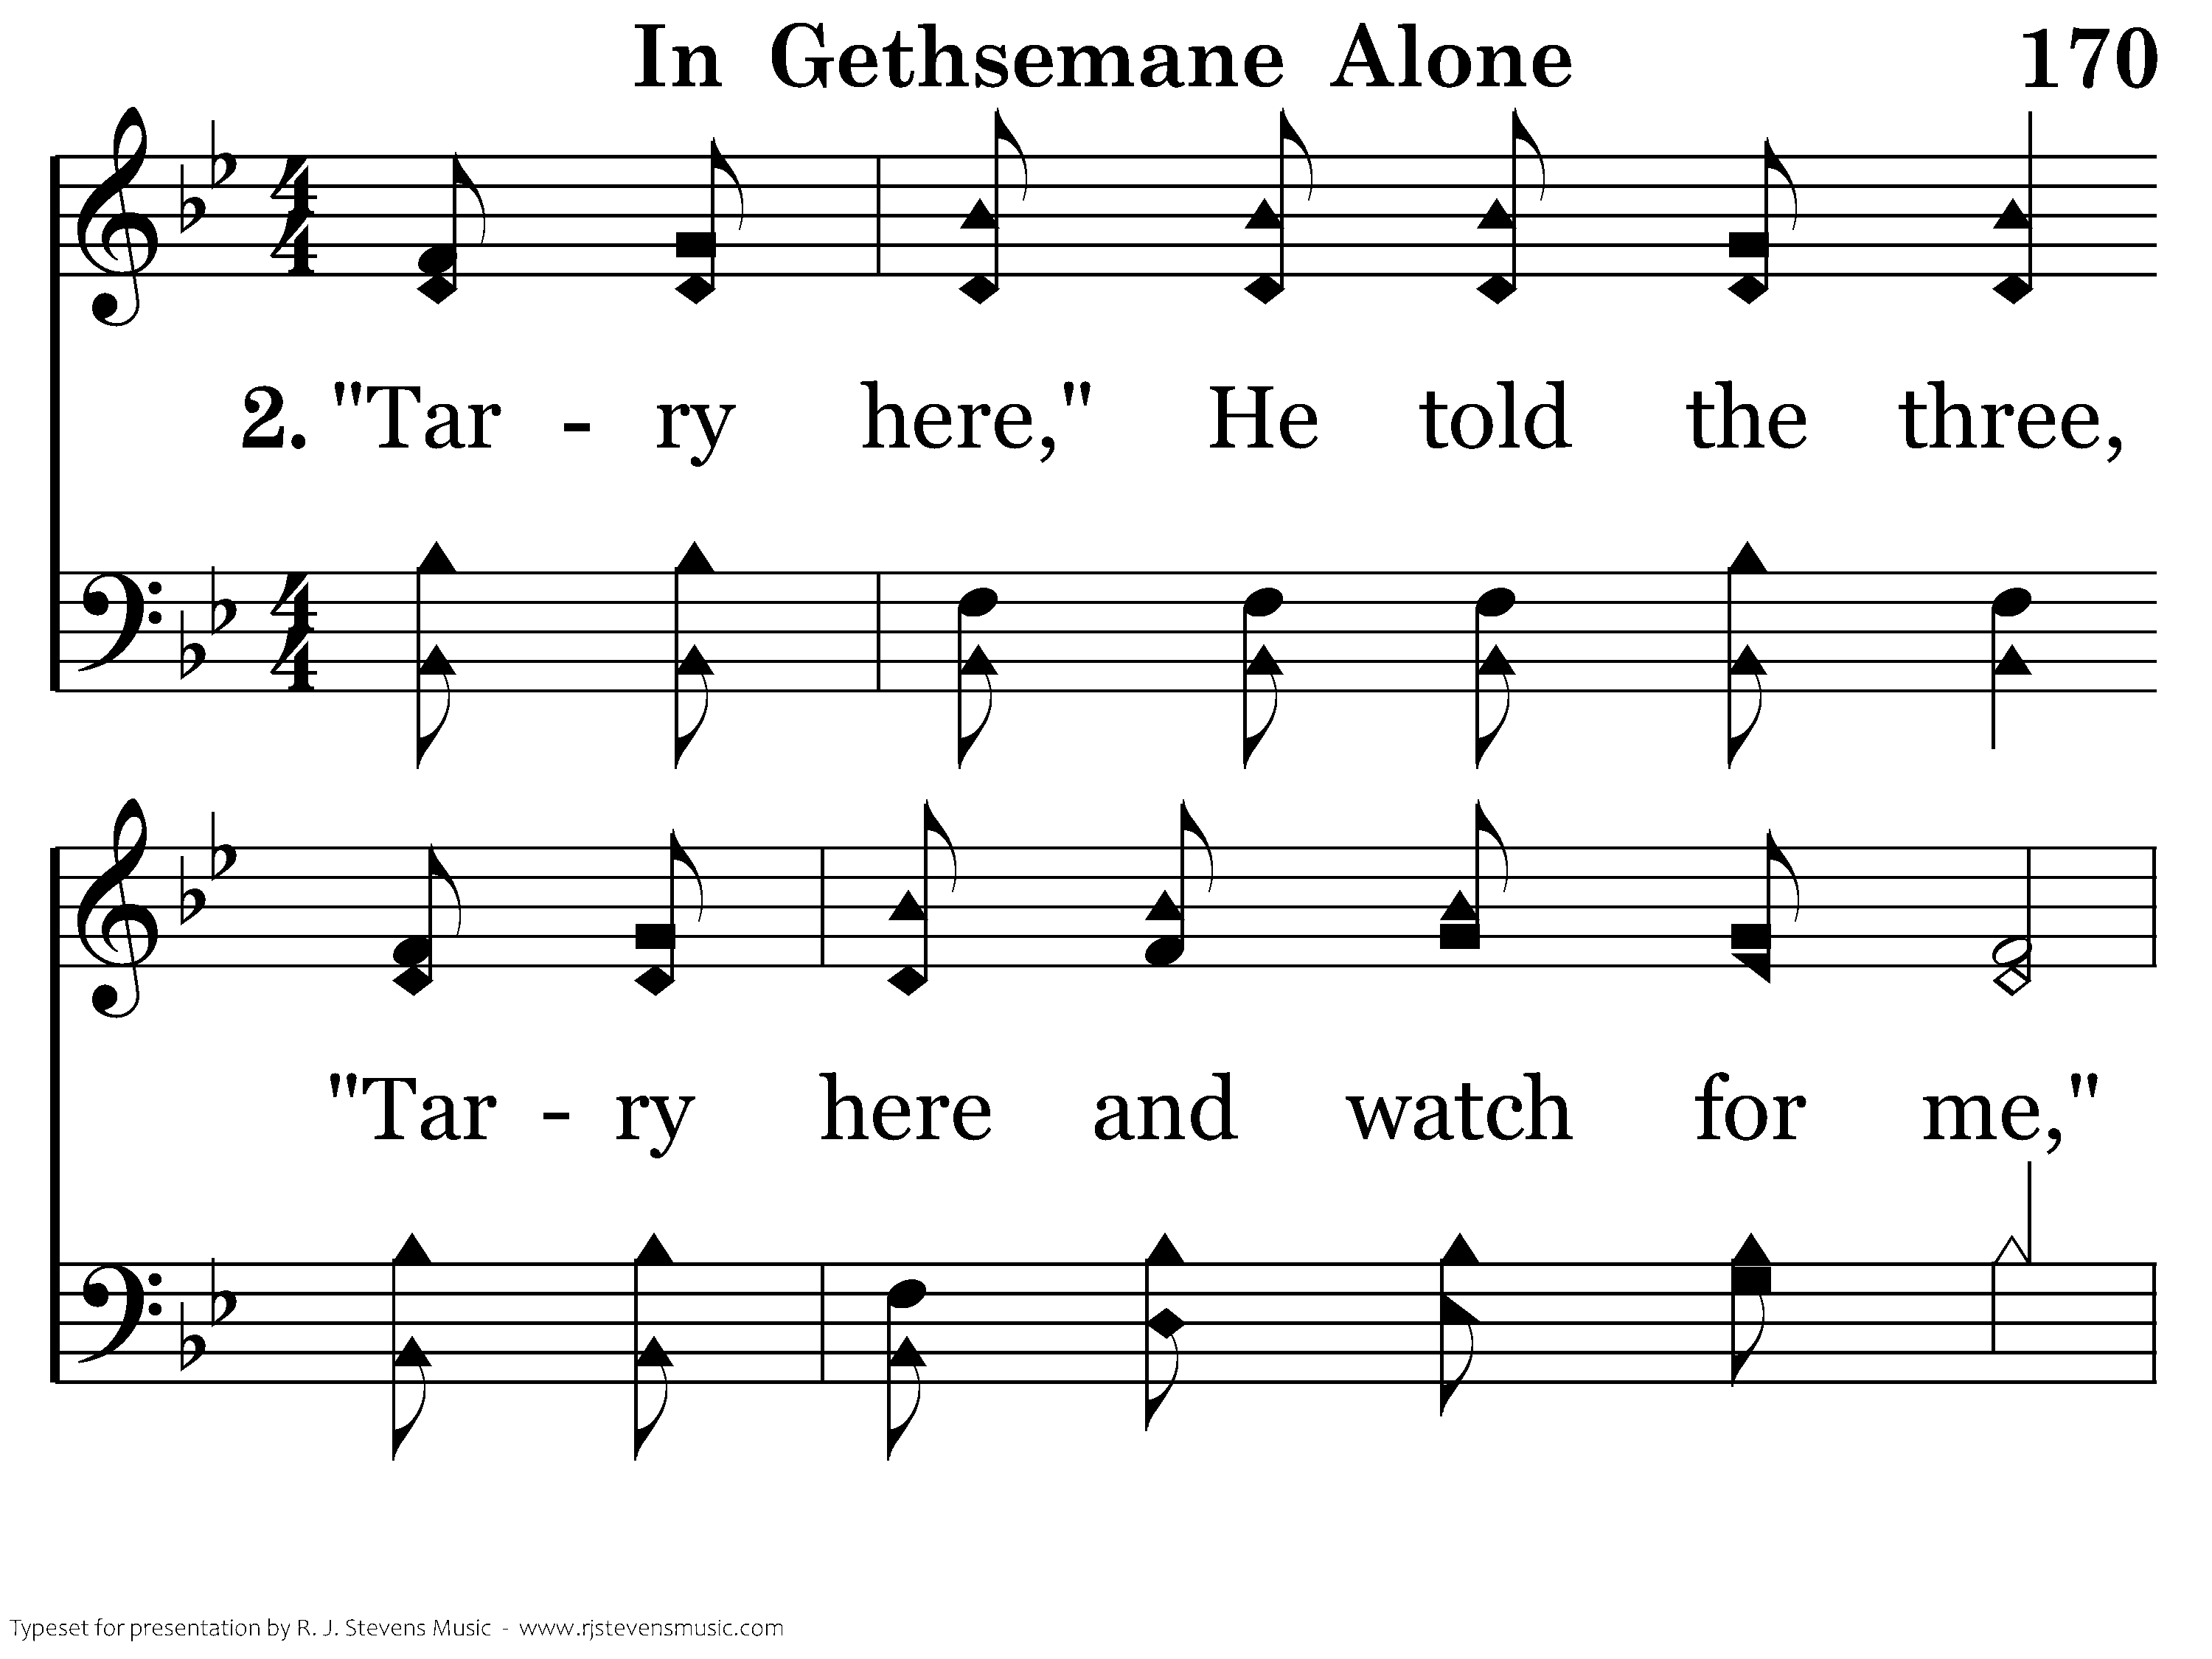 In Gethsemane Alone 170
2. "Tar - ry here," He told the three,
"Tar - ry here and watch for me,"
Typeset for presentation by R. J. Stevens Music - www.rjstevensmusic.com